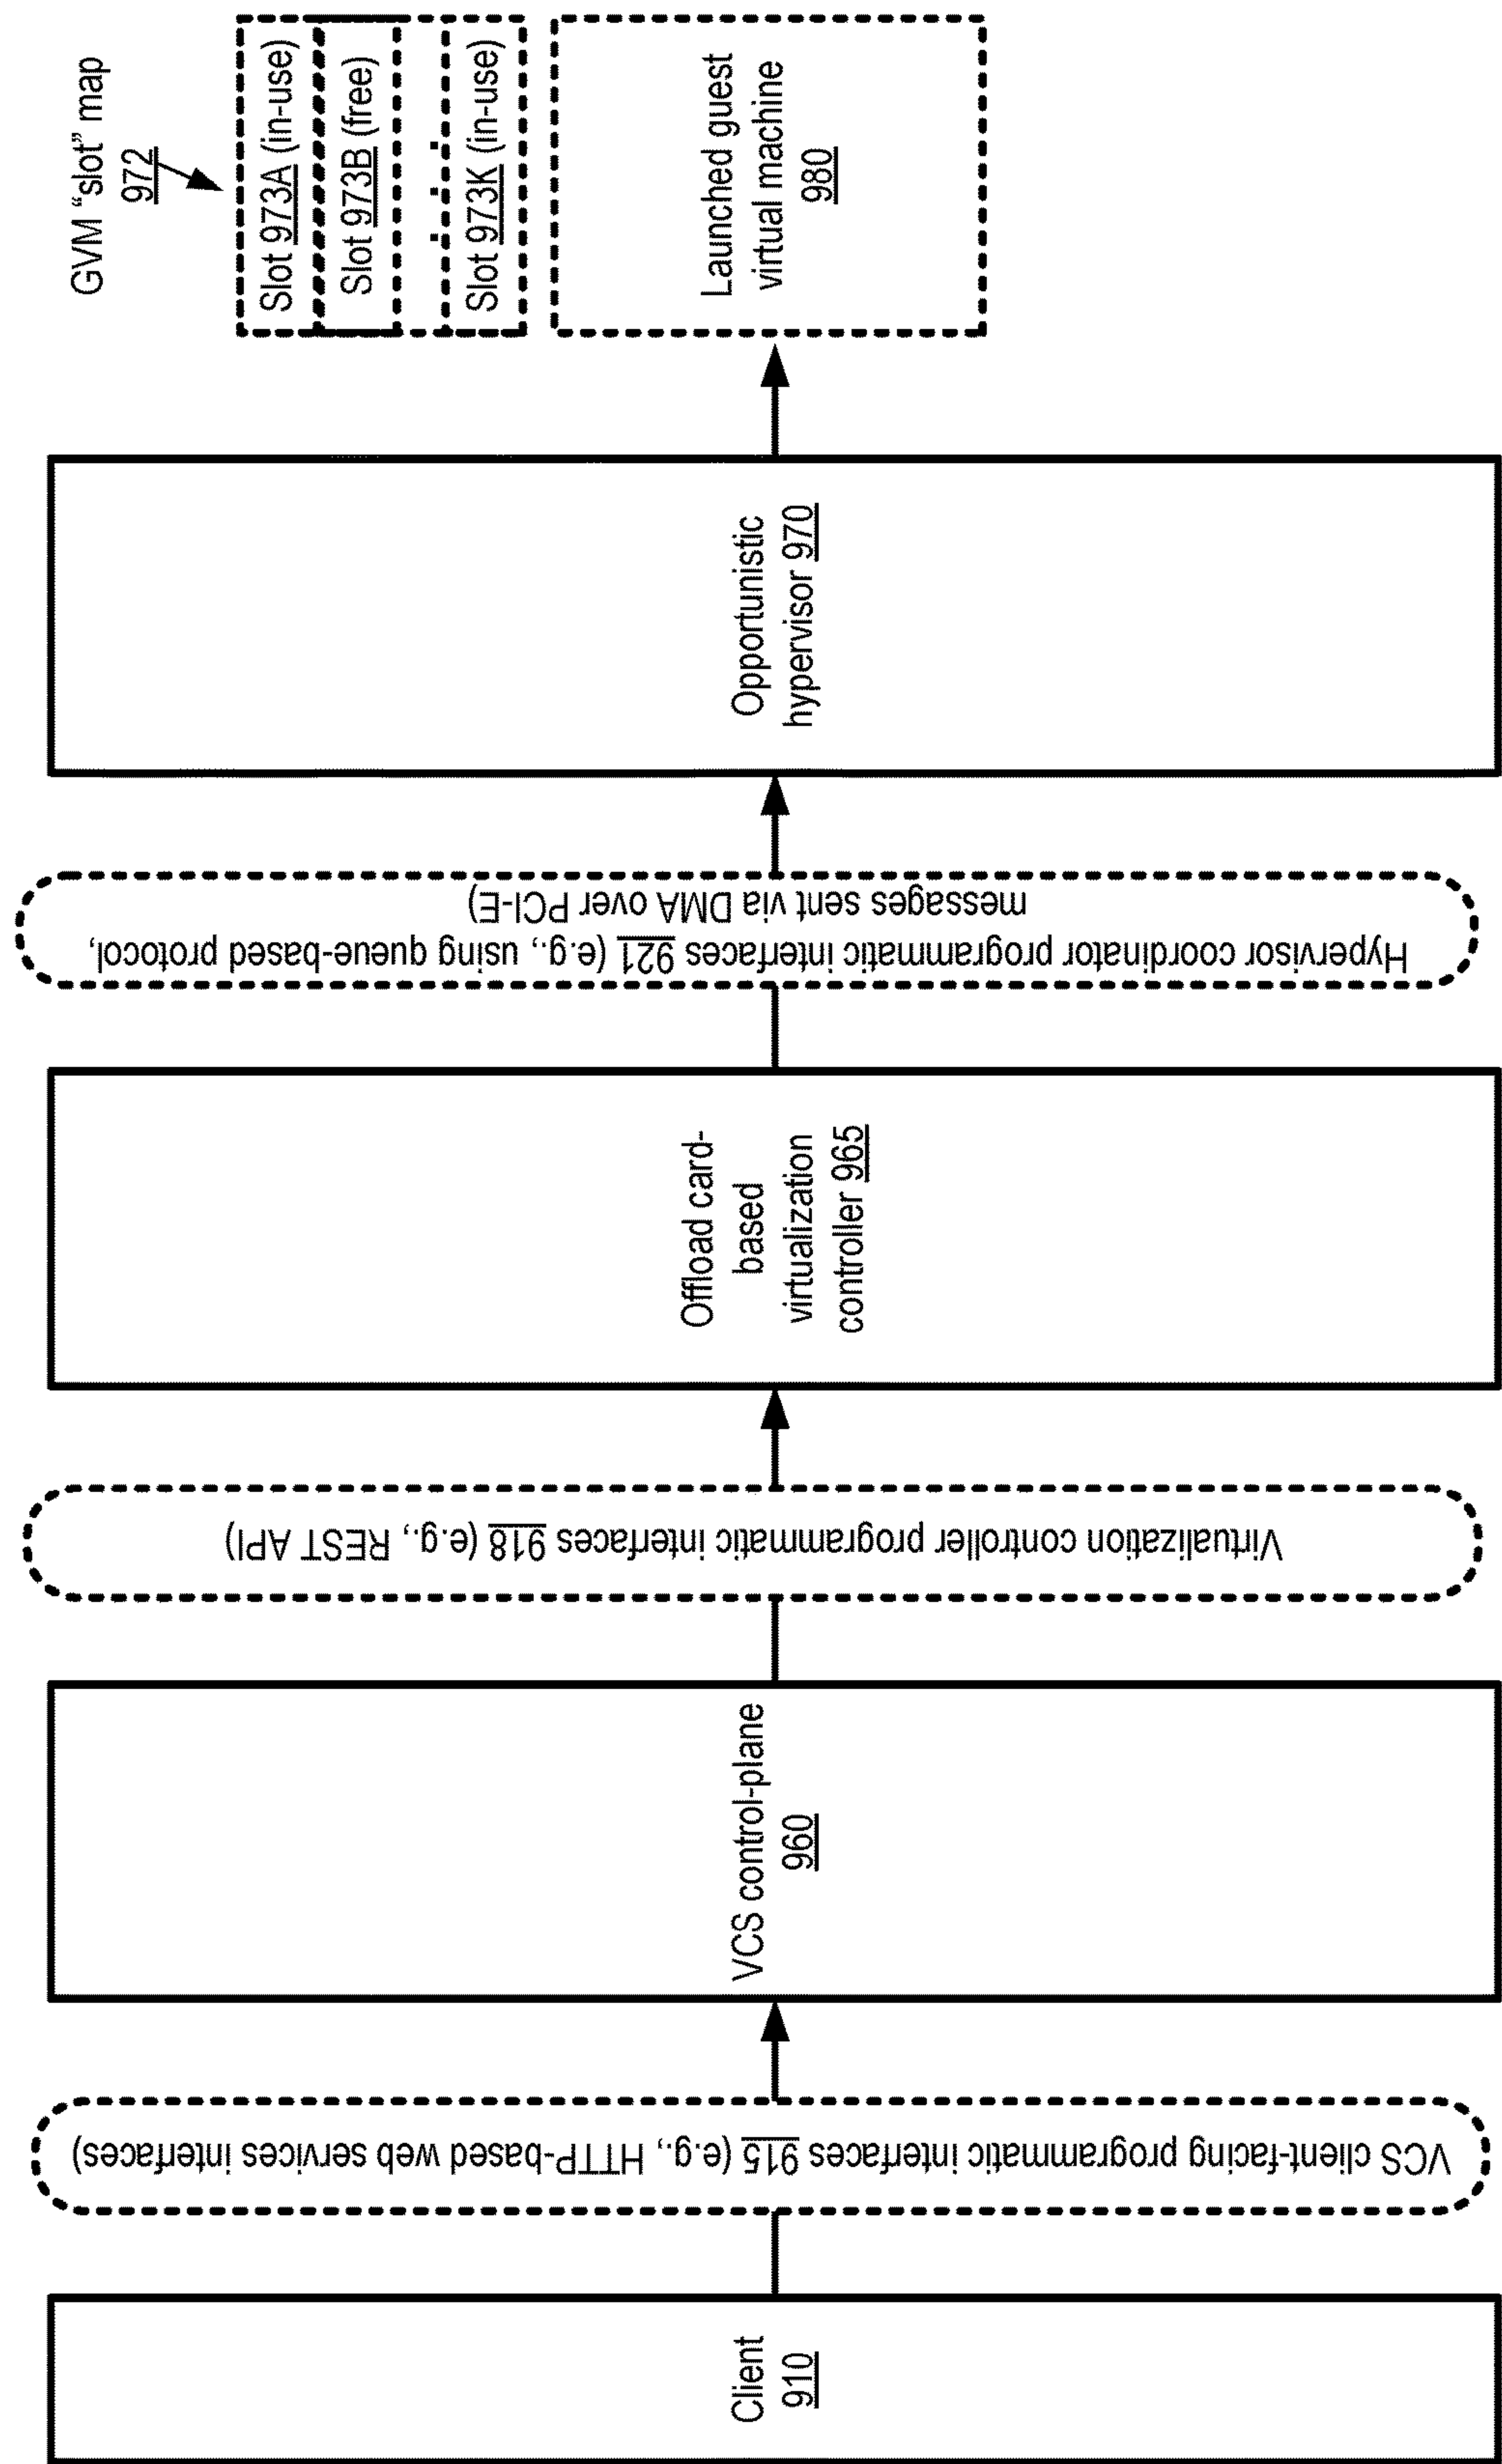 Client
910
VCS client-facing programmatic interfaces 915 (e.g., HTTP-based web services interfaces)
VCS control-plane
960
Virtualization controller programmatic interfaces 918 (e.g., REST API)
Offload card-
based
virtualization
controller 965
Hypervisor coordinator programmatic interfaces 921 (e.g., using queue-based protocol,
messages sent via DMA over PCI-E)
Opportunistic
hypervisor 970
GVM “slot” map
972
Slot 973A (in-use)
Slot 973B (free)
. . .
Slot 973K (in-use)
Launched guest
virtual machine
980